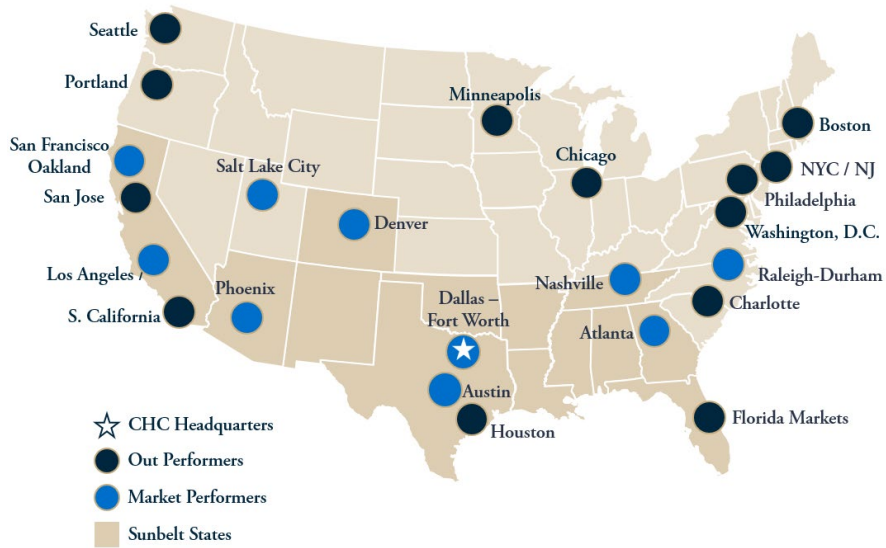 Seattle
Portland
Minneapolis
Boston
San Francisco
Oakland
Chicago
NYC / NJ
Salt Lake City
San Jose
Philadelphia
Denver
Washington, D.C.
Los Angeles /
Nashville
Raleigh-Durham
Phoenix
Dallas –
Fort Worth
Charlotte
S. California
Atlanta
Austin
Houston
Florida Markets
CHC Headquarters
Out Performers
Market Performers
Sunbelt States